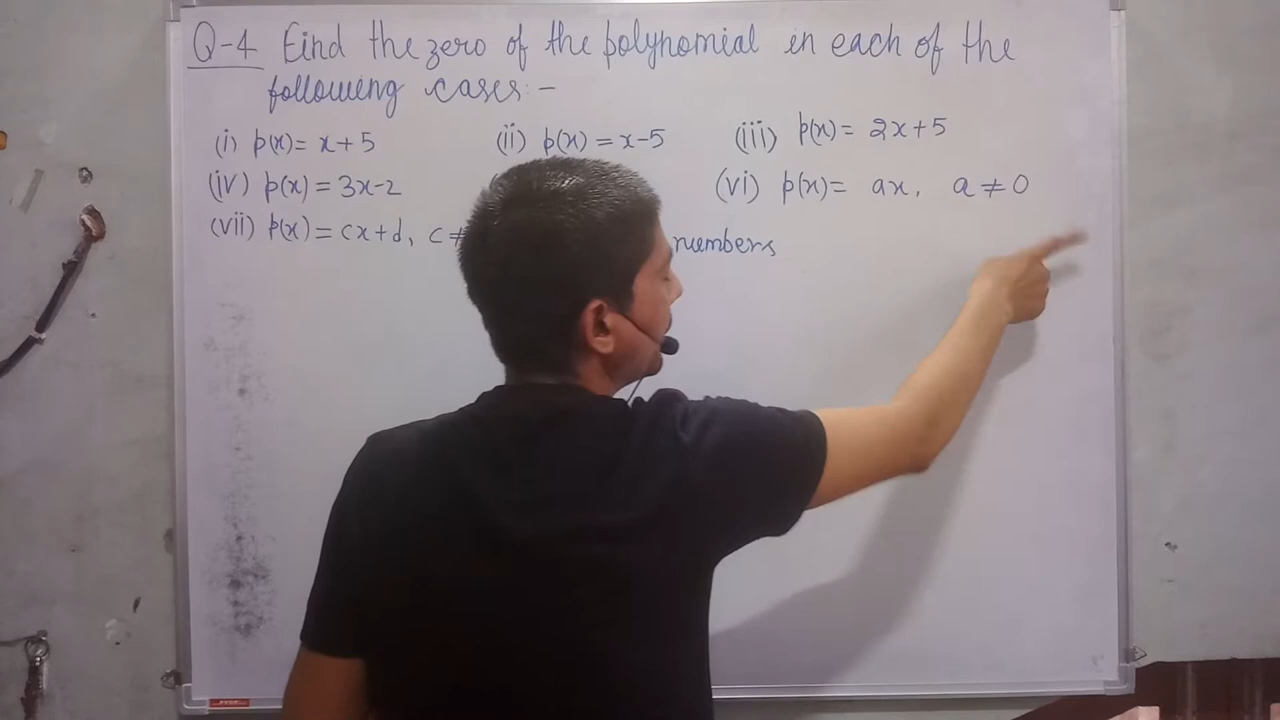 Q-4 Find the zero of the polynomial in each of the
following cases:-
(i) p(x)= x+5 (ii) p(x)=x-5 (iii) p(x)= 2x+5
(iv) p(x)=3x-2 (vi) p(x)= ax, a≠0
(vii) p(x)=cx+d, c≠ numbers